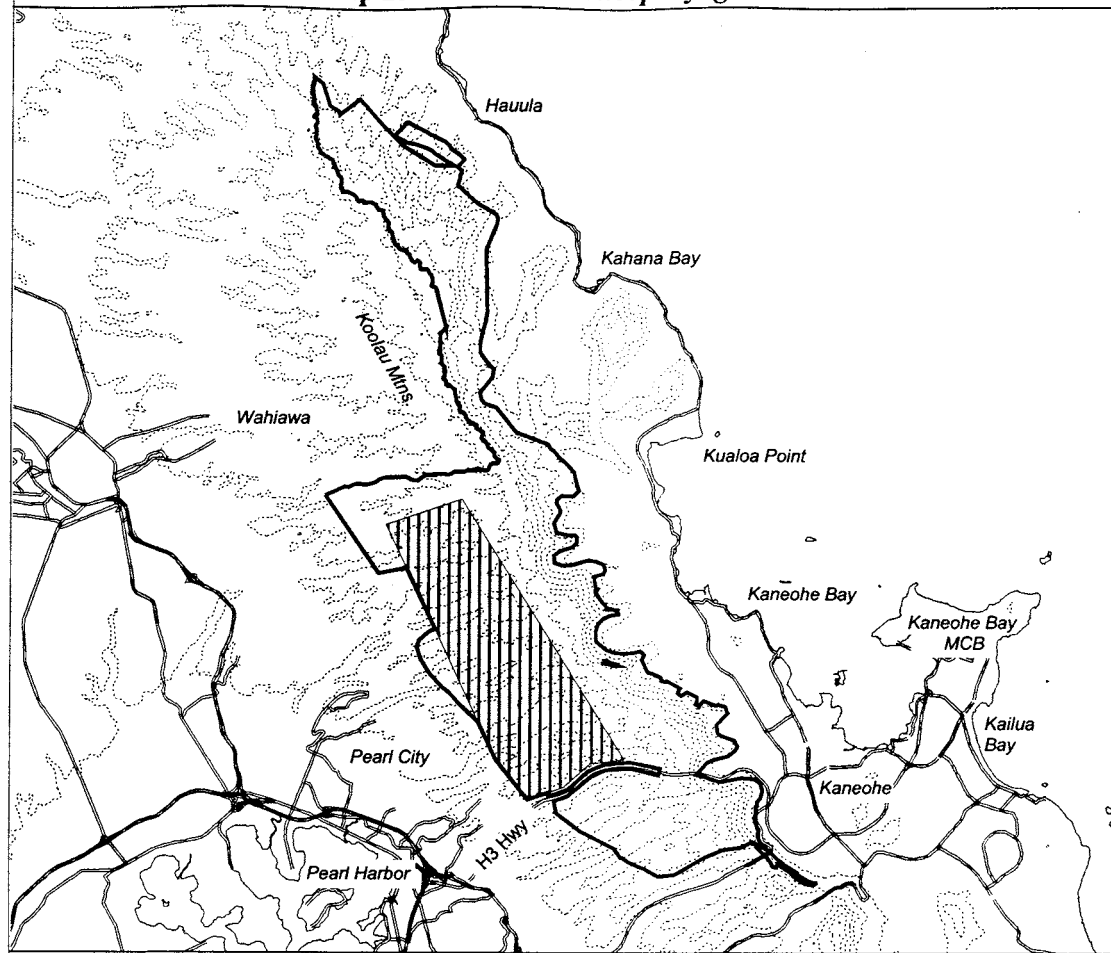 Hauula
Kahana Bay
Koolau Mtns
Wahiawa
Kualoa Point
Kaneohe Bay
Kaneohe Bay
MCB
Kailua
Bay
Pearl City
Kaneohe
H3 Hwy
Pearl Harbor